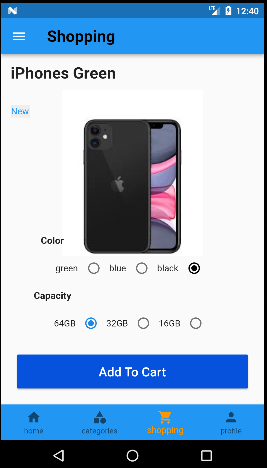 LTE 12:40
Shopping
iPhones Green
New
Color
green blue black
Capacity
64GB 32GB 16GB
Add To Cart
home categories shopping profile